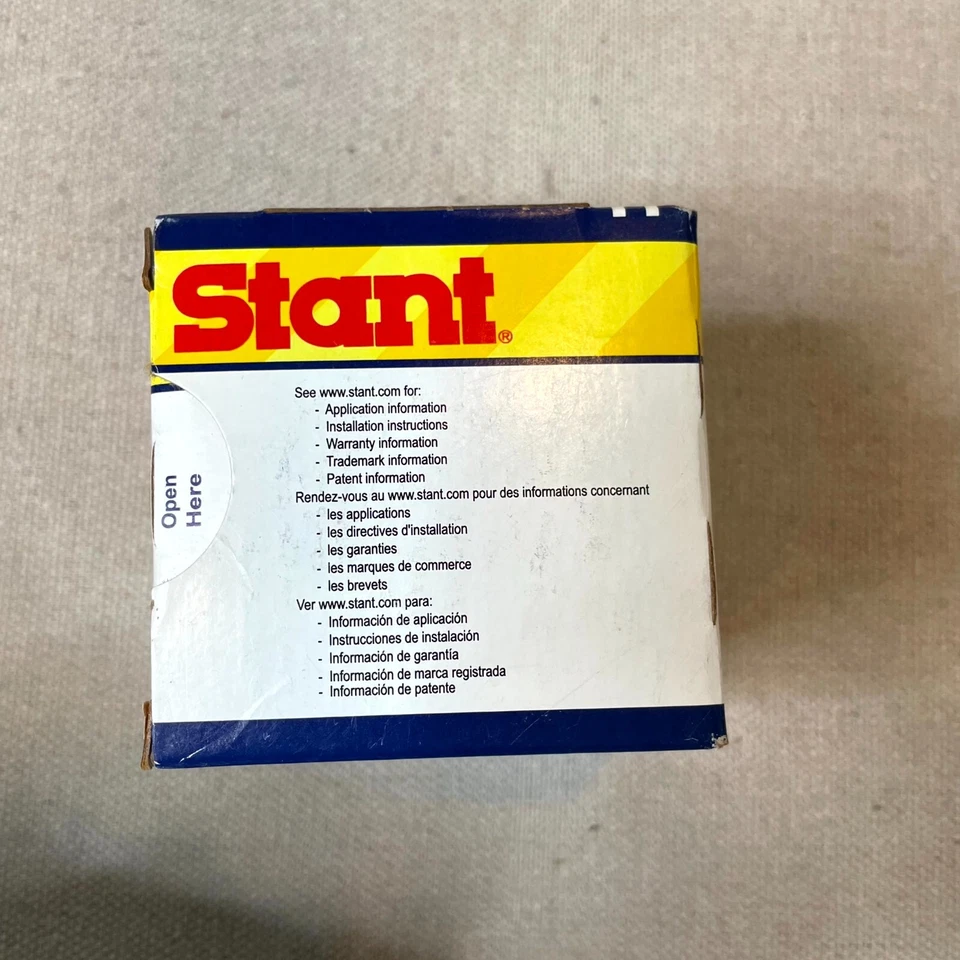 Stant®
See www.stant.com for:
- Application information
- Installation instructions
- Warranty information
- Trademark information
- Patent information
Rendez-vous au www.stant.com pour des informations concernant
- les applications
- les directives d'installation
- les garanties
- les marques de commerce
- les brevets
Ver www.stant.com para:
- Información de aplicación
- Instrucciones de instalación
- Información de garantía
- Información de marca registrada
- Información de patente
Open
Here